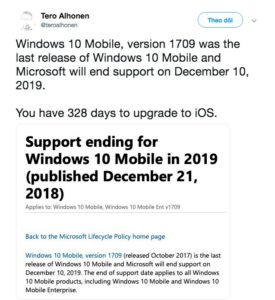 Tero Alhonen
@teroalhonen
Theo dõi
Windows 10 Mobile, version 1709 was the
last release of Windows 10 Mobile and
Microsoft will end support on December 10,
2019.
You have 328 days to upgrade to iOS.
Support ending for
Windows 10 Mobile in 2019
(published December 21,
2018)
Applies to: Windows 10 Mobile, Windows 10 Mobile Ent v1709
Back to the Microsoft Lifecycle Policy home page
Windows 10 Mobile, version 1709 (released October 2017) is the last
release of Windows 10 Mobile and Microsoft will end support on
December 10, 2019. The end of support date applies to all Windows
10 Mobile products, including Windows 10 Mobile and Windows 10
Mobile Enterprise.